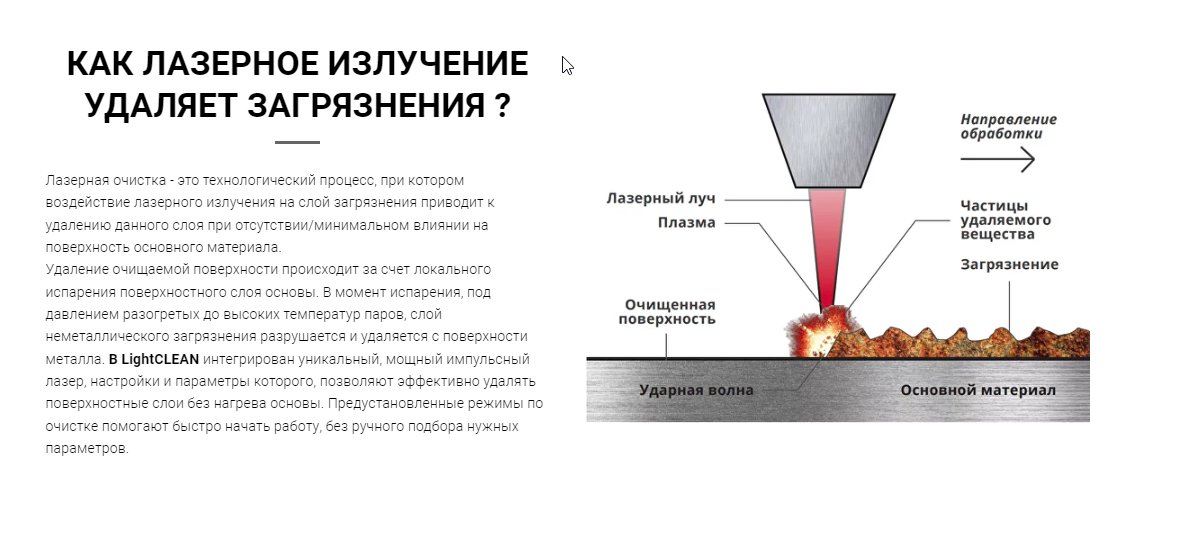 КАК ЛАЗЕРНОЕ ИЗЛУЧЕНИЕ
УДАЛЯЕТ ЗАГРЯЗНЕНИЯ ?
Лазерная очистка - это технологический процесс, при котором
воздействие лазерного излучения на слой загрязнения приводит к
удалению данного слоя при отсутствии/минимальном влиянии на
поверхность основного материала.
Удаление очищаемой поверхности происходит за счет локального
испарения поверхностного слоя основы. В момент испарения, под
давлением разогретых до высоких температур паров, слой
неметаллического загрязнения разрушается и удаляется с поверхности
металла. В LightCLEAN интегрирован уникальный, мощный импульсный
лазер, настройки и параметры которого, позволяют эффективно удалять
поверхностные слои без нагрева основы. Предустановленные режимы по
очистке помогают быстро начать работу, без ручного подбора нужных
параметров.
Направление
обработки
Лазерный луч
Плазма
Частицы
удаляемого
вещества
Загрязнение
Очищенная
поверхность
Ударная волна
Основной материал